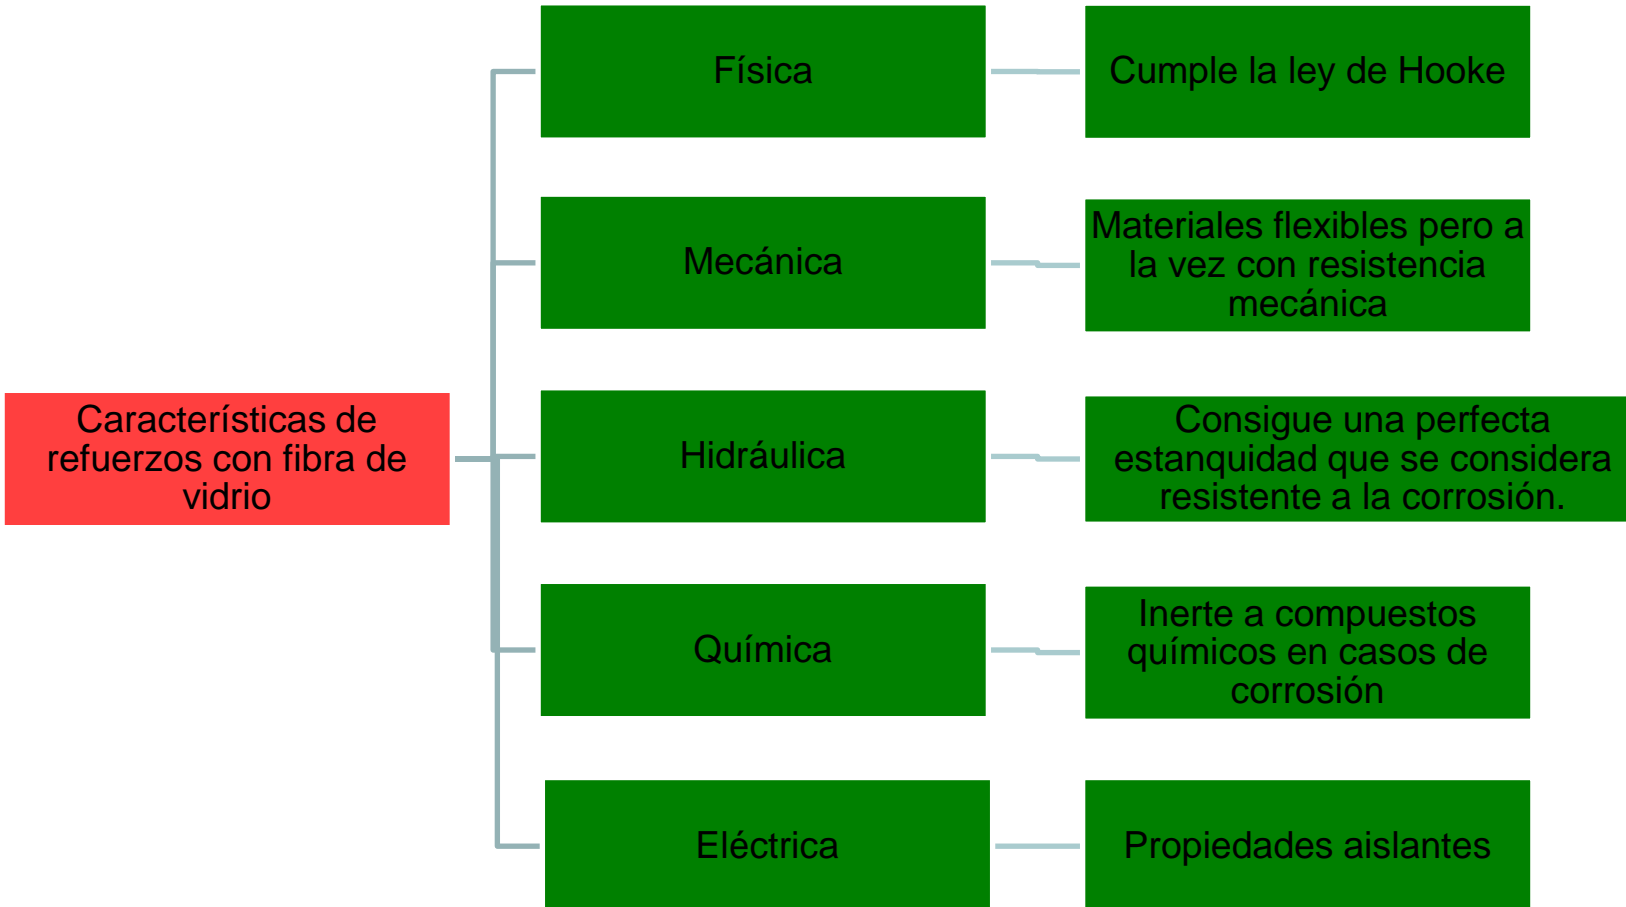 Física
Cumple la ley de Hooke
Mecánica
Materiales flexibles pero a
la vez con resistencia
mecánica
Características de
refuerzos con fibra de
vidrio
Hidráulica
Consigue una perfecta
estanquidad que se considera
resistente a la corrosión.
Química
Inerte a compuestos
químicos en casos de
corrosión
Eléctrica
Propiedades aislantes